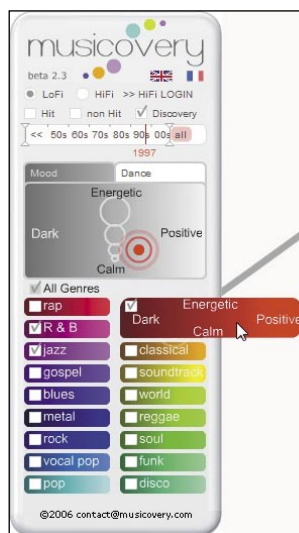 musicovery
beta 2.3
LoFi HiFi >> HiFi LOGIN
Hit non Hit Discovery
<< 50s 60s 70s 80s 90s 00s all
1997
Mood Dance
Energetic
Dark Positive
Calm
All Genres
rap
Energetic
Dark Positive
Calm
R & B
jazz classical
gospel soundtrack
blues world
metal reggae
rock soul
vocal pop funk
pop disco
©2006 contact@musicovery.com